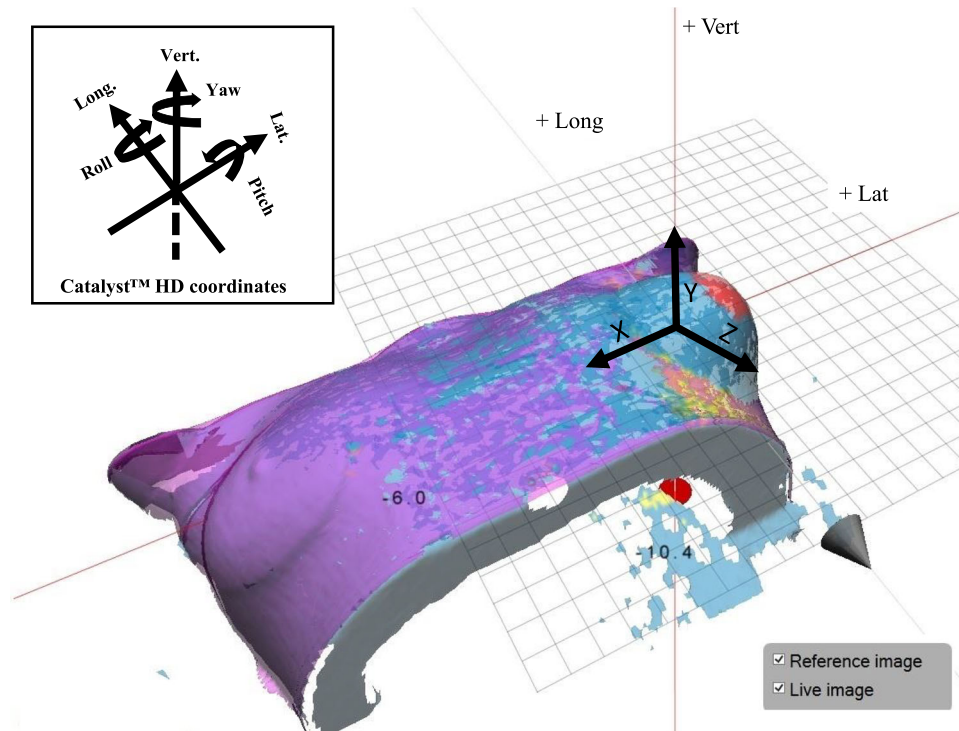 Vert.
Yaw
Long.
Lat.
Roll
Pitch
Catalyst™ HD coordinates
+ Vert
+ Long
+ Lat
Y
X
Z
-6.0
-10.4
Reference image
Live image